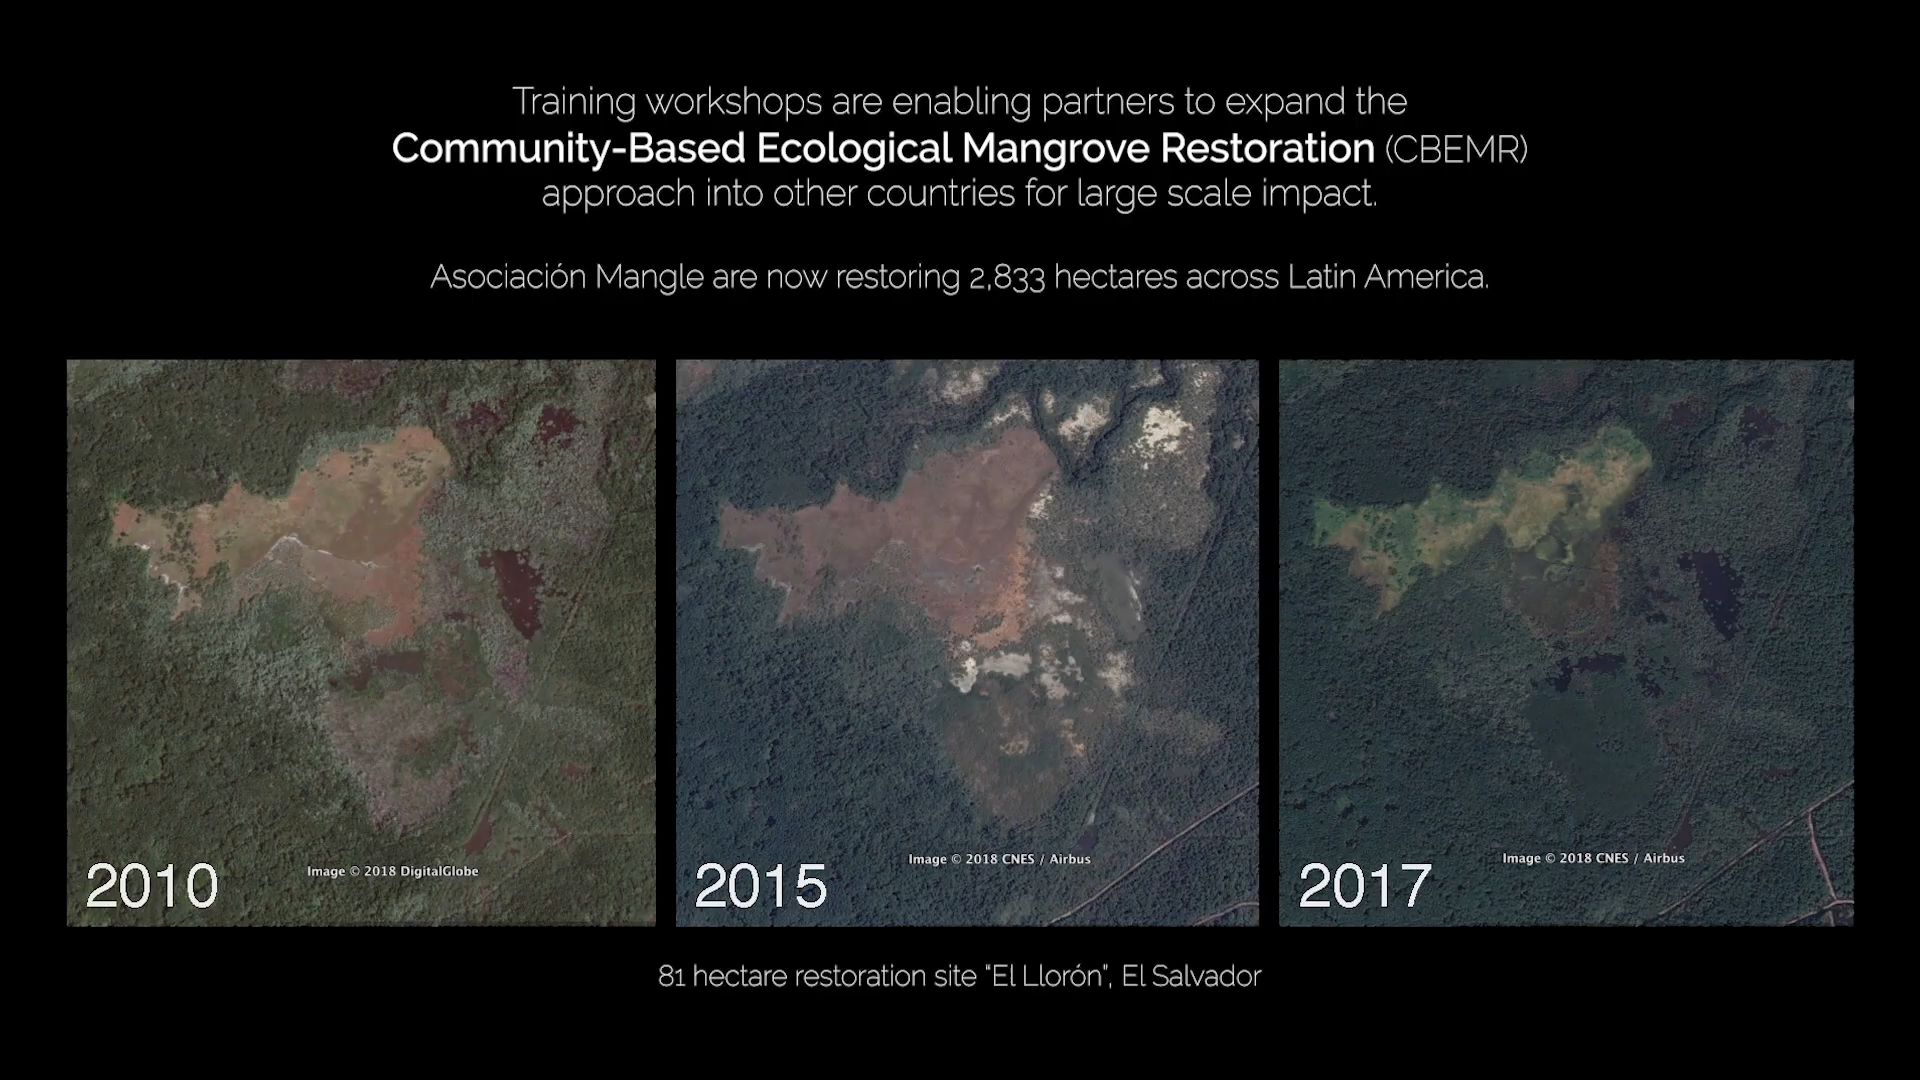 Training workshops are enabling partners to expand the
Community-Based Ecological Mangrove Restoration (CBEMR)
approach into other countries for large scale impact.
Asociación Mangle are now restoring 2,833 hectares across Latin America.
2010
Image © 2018 DigitalGlobe
2015
Image © 2018 CNES / Airbus
2017
Image © 2018 CNES / Airbus
81 hectare restoration site “El Llorón”, El Salvador